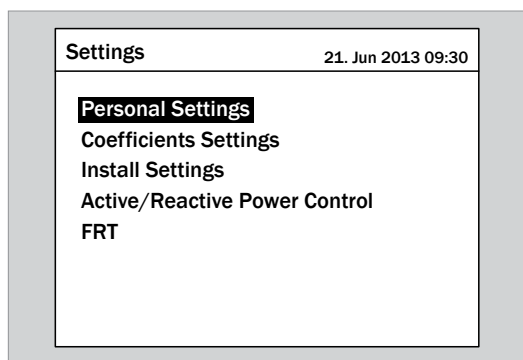 Settings 21. Jun 2013 09:30
Personal Settings
Coefficients Settings
Install Settings
Active/Reactive Power Control
FRT